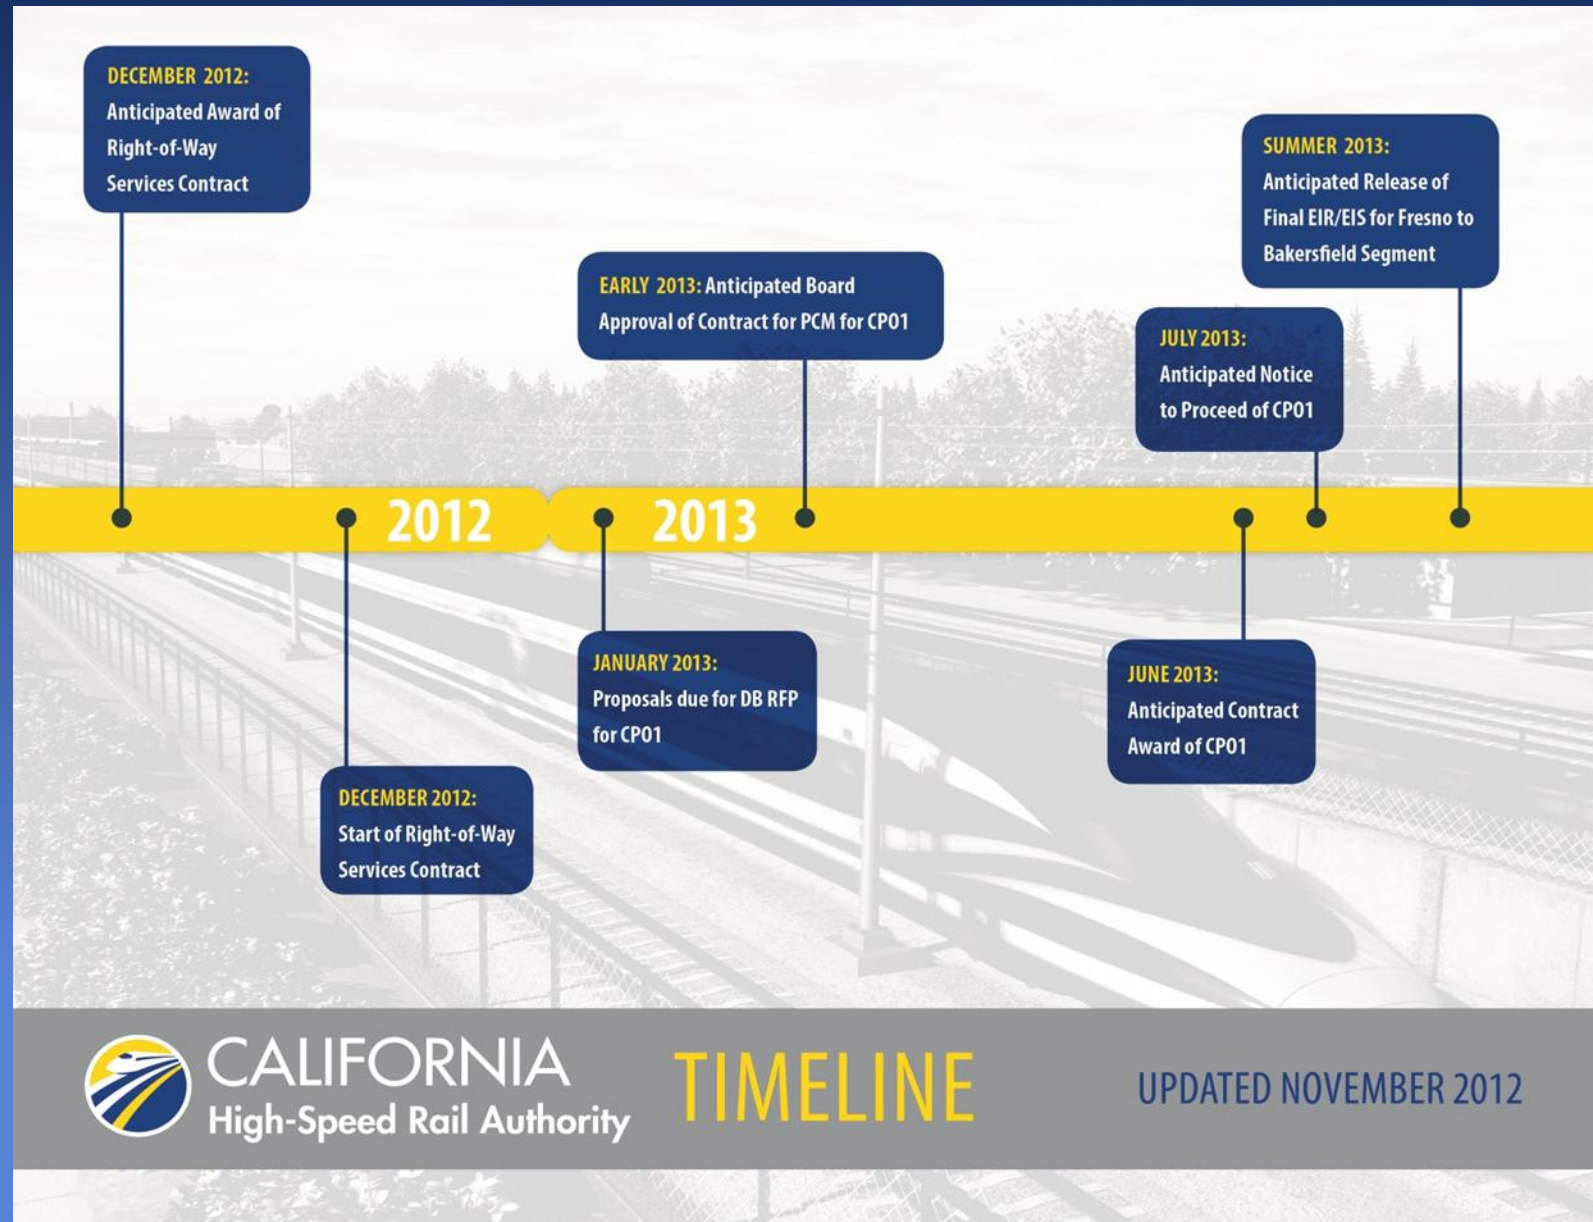 DECEMBER 2012:
Anticipated Award of
Right-of-Way
Services Contract
SUMMER 2013:
Anticipated Release of
Final EIR/EIS for Fresno to
Bakersfield Segment
EARLY 2013: Anticipated Board
Approval of Contract for PCM for CP01
JULY 2013:
Anticipated Notice
to Proceed of CP01
2012
2013
JANUARY 2013:
Proposals due for DB RFP
for CP01
JUNE 2013:
Anticipated Contract
Award of CP01
DECEMBER 2012:
Start of Right-of-Way
Services Contract
CALIFORNIA
High-Speed Rail Authority
TIMELINE
UPDATED NOVEMBER 2012